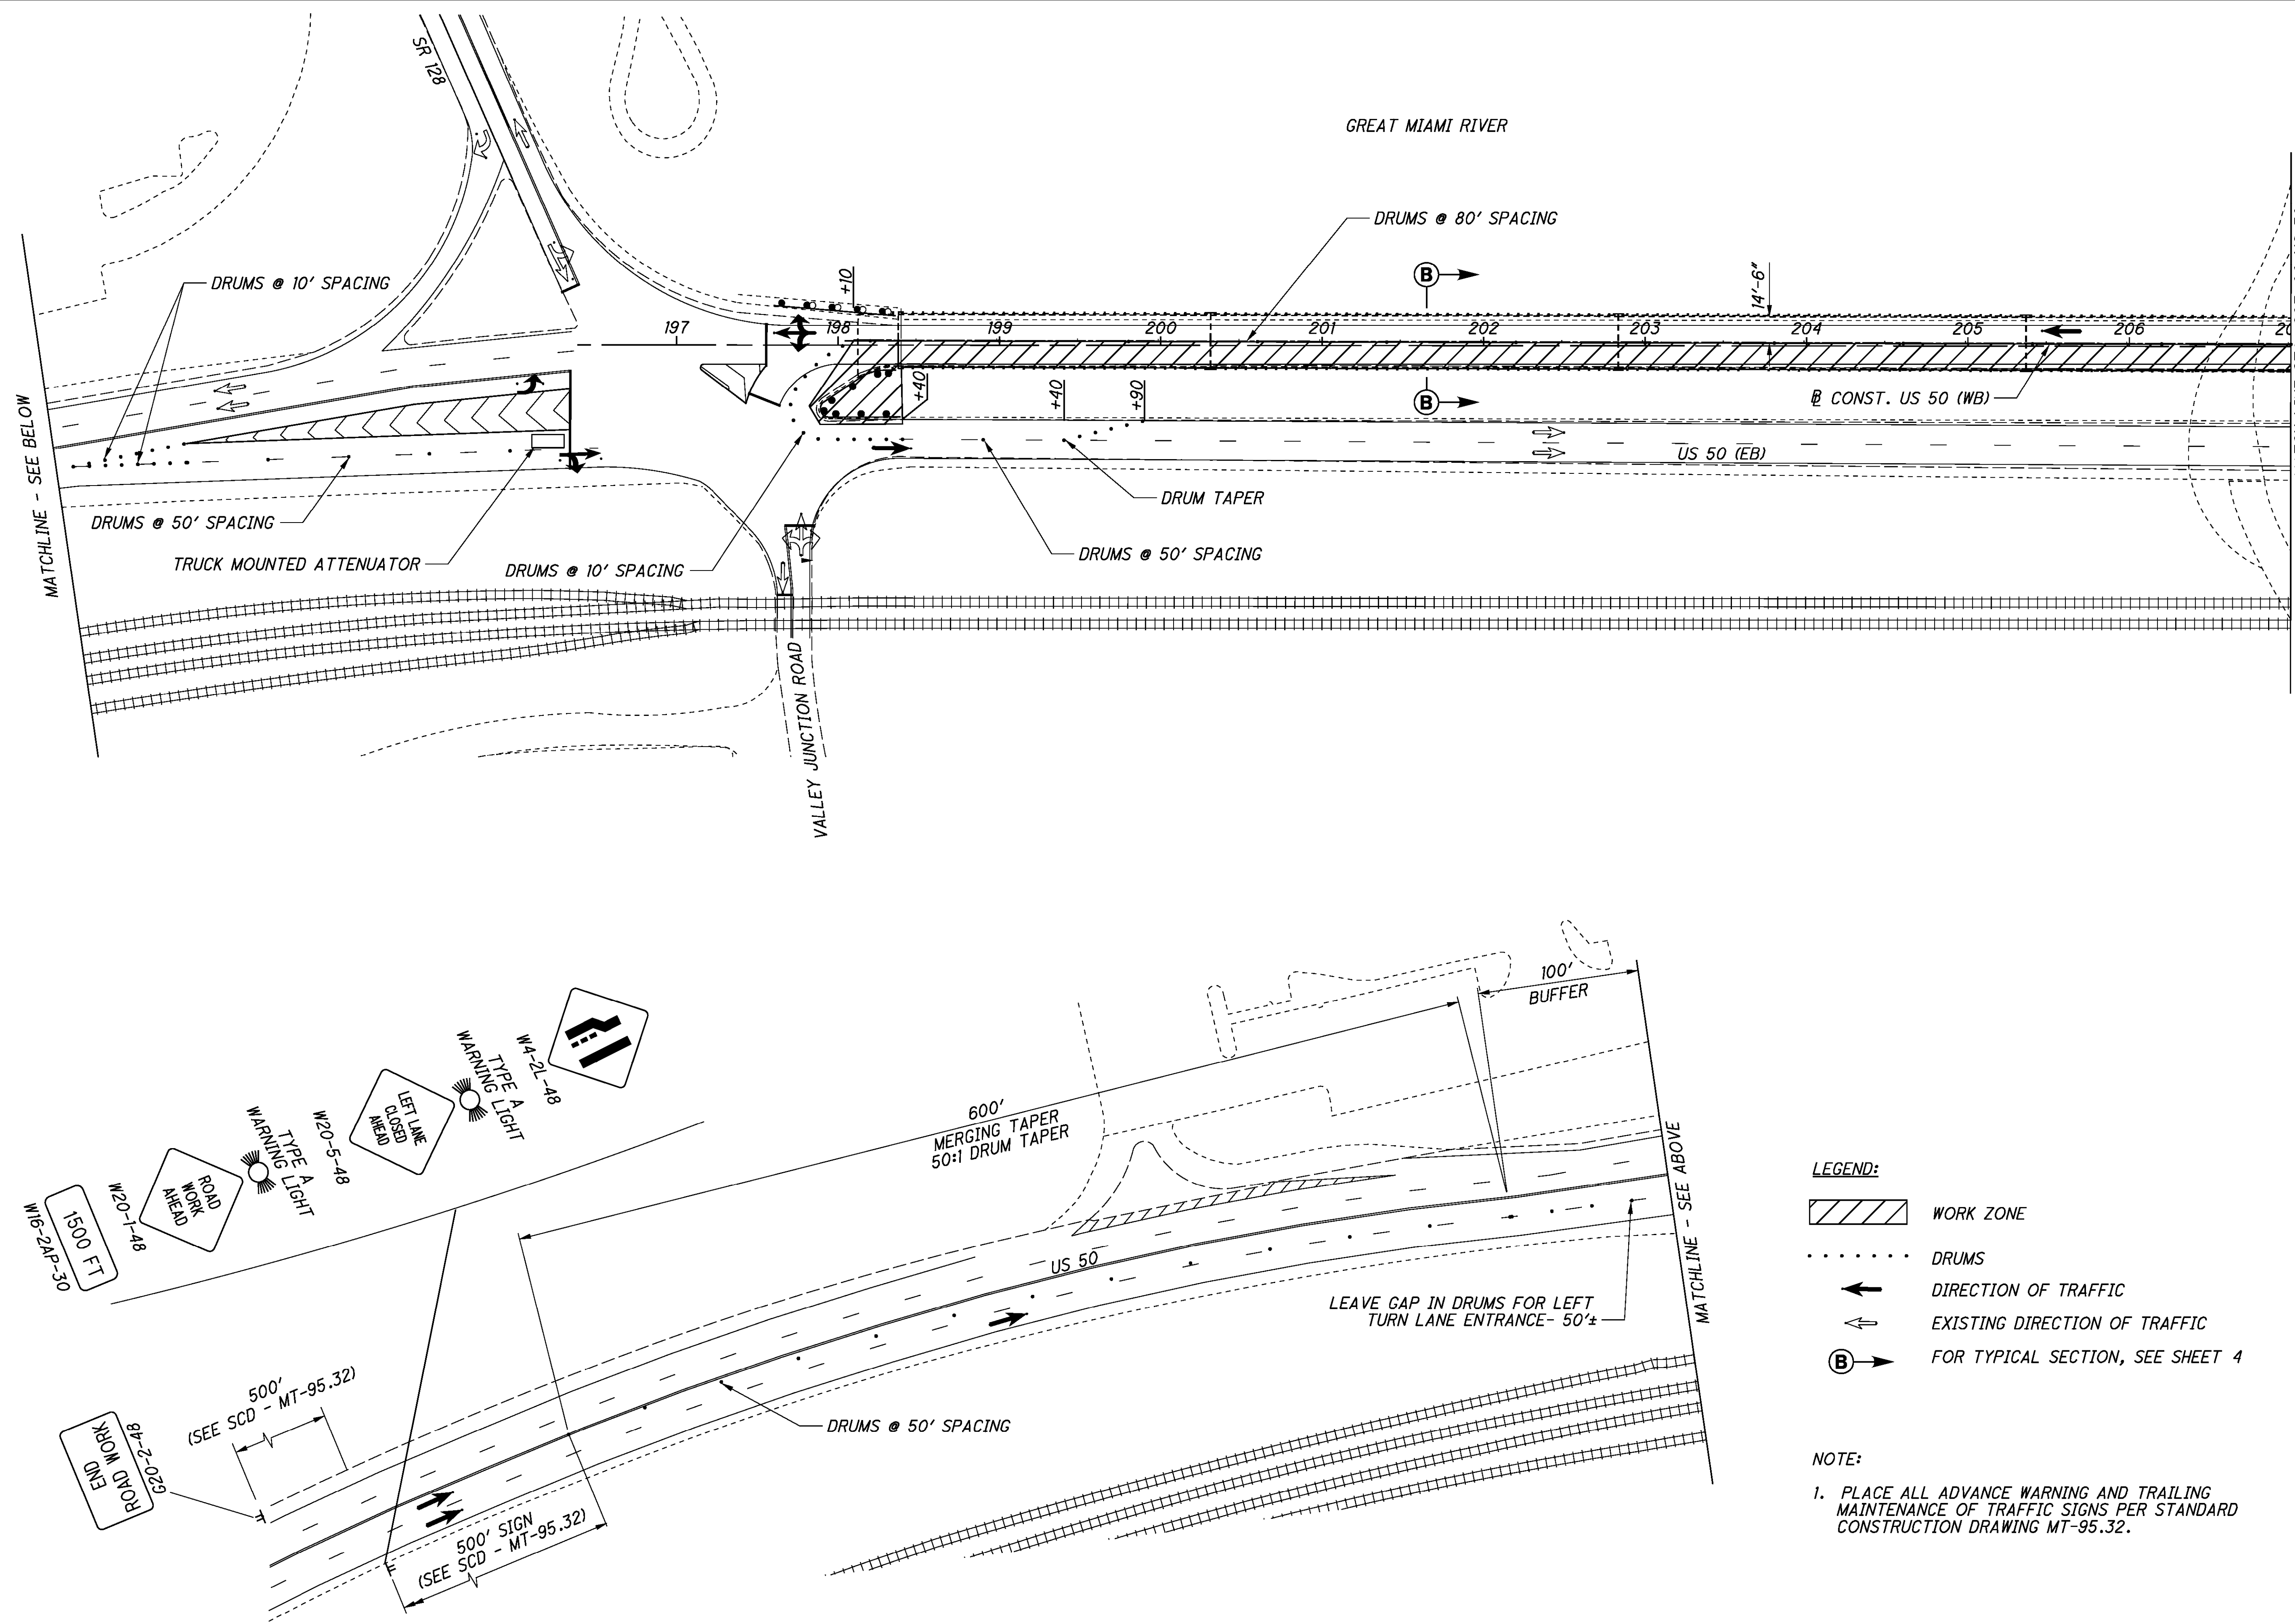 SR 128
GREAT MIAMI RIVER
DRUMS @ 80' SPACING
DRUMS @ 10' SPACING
+10
B
14'-6"
197
198
199
200
201
202
203
204
205
206
+40
+40
+90
B
℄ CONST. US 50 (WB)
US 50 (EB)
MATCHLINE - SEE BELOW
DRUMS @ 50' SPACING
TRUCK MOUNTED ATTENUATOR
DRUMS @ 10' SPACING
DRUM TAPER
DRUMS @ 50' SPACING
VALLEY JUNCTION ROAD
100'
BUFFER
600'
MERGING TAPER
50:1 DRUM TAPER
W4-2L-48
TYPE A
WARNING LIGHT
LEFT LANE
CLOSED
AHEAD
W20-5-48
TYPE A
WARNING LIGHT
ROAD
WORK
AHEAD
W20-1-48
1500 FT
W16-2AP-30
US 50
LEAVE GAP IN DRUMS FOR LEFT
TURN LANE ENTRANCE- 50'±
MATCHLINE - SEE ABOVE
500'
(SEE SCD - MT-95.32)
END
ROAD WORK
G20-2-48
DRUMS @ 50' SPACING
500' SIGN
(SEE SCD - MT-95.32)
LEGEND:
WORK ZONE
DRUMS
DIRECTION OF TRAFFIC
EXISTING DIRECTION OF TRAFFIC
B
FOR TYPICAL SECTION, SEE SHEET 4
NOTE:
1. PLACE ALL ADVANCE WARNING AND TRAILING
MAINTENANCE OF TRAFFIC SIGNS PER STANDARD
CONSTRUCTION DRAWING MT-95.32.